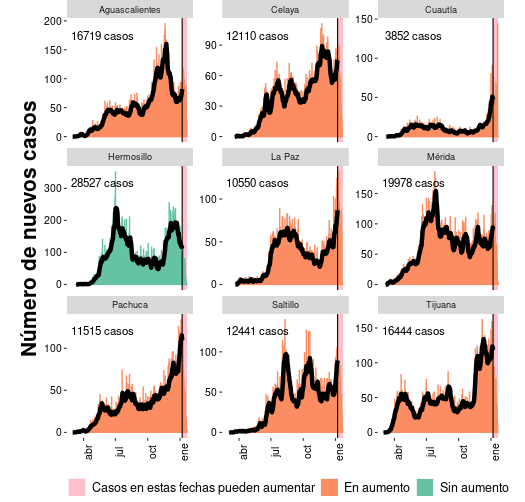 Aguascalientes
Celaya
Cuautla
200
150
100
50
0
16719 casos
90
60
30
0
12110 casos
150
100
50
0
3852 casos
Hermosillo
La Paz
Mérida
300
200
100
0
28527 casos
100
50
0
10550 casos
150
100
50
0
19978 casos
Pachuca
Saltillo
Tijuana
100
50
0
11515 casos
100
50
0
12441 casos
150
100
50
0
16444 casos
abr
jul
oct
ene
abr
jul
oct
ene
abr
jul
oct
ene
Número de nuevos casos
Casos en estas fechas pueden aumentar
En aumento
Sin aumento